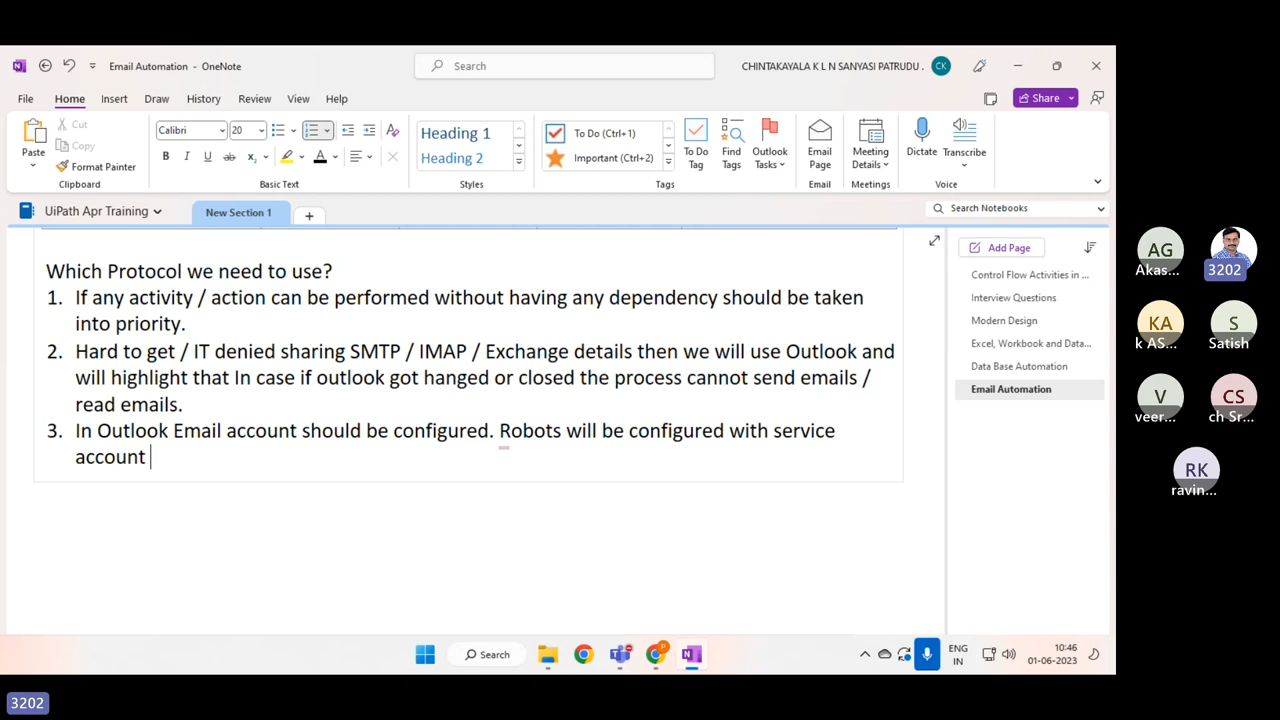 Email Automation - OneNote
Search
CHINTAKAYALA K L N SANYASI PATRUDU .
CK
File
Home
Insert
Draw
History
Review
View
Help
Share
Paste
Cut
Copy
Format Painter
Clipboard
Calibri
20
B
I
U
ab
x
A
Basic Text
Heading 1
Heading 2
Styles
To Do (Ctrl+1)
Important (Ctrl+2)
To Do Tag
Find Tags
Outlook Tasks
Tags
Email Page
Email
Meeting Details
Meetings
Dictate
Transcribe
Voice
UiPath Apr Training
New Section 1
+
Search Notebooks
Which Protocol we need to use?
1. If any activity / action can be performed without having any dependency should be taken
into priority.
2. Hard to get / IT denied sharing SMTP / IMAP / Exchange details then we will use Outlook and
will highlight that In case if outlook got hanged or closed the process cannot send emails /
read emails.
3. In Outlook Email account should be configured. Robots will be configured with service
account
Add Page
Control Flow Activities in ...
Interview Questions
Modern Design
Excel, Workbook and Data...
Data Base Automation
Email Automation
AG
Akas...
3202
KA
k AS...
S
Satish
V
veer...
CS
ch Sr...
RK
ravin...
Search
ENG
IN
10:46
01-06-2023
3202